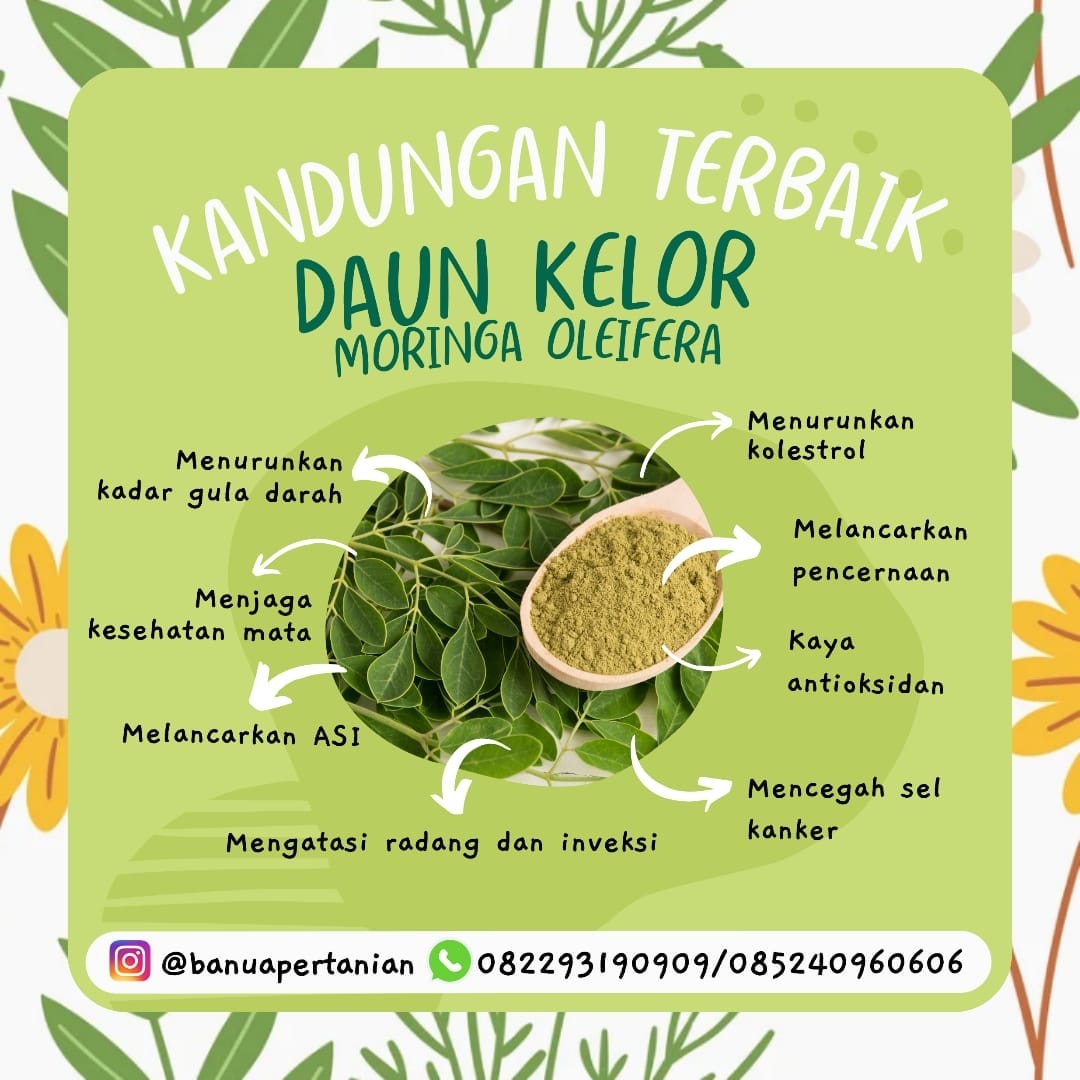 KANDUNGAN TERBAIK
DAUN KELOR
MORINGA OLEIFERA
Menurunkan
kadar gula darah
Menjaga
kesehatan mata
Melancarkan ASI
Mengatasi radang dan inveksi
Menurunkan
kolestrol
Melancarkan
pencernaan
Kaya
antioksidan
Mencegah sel
kanker
@banuapertanian 082293190909/085240960606